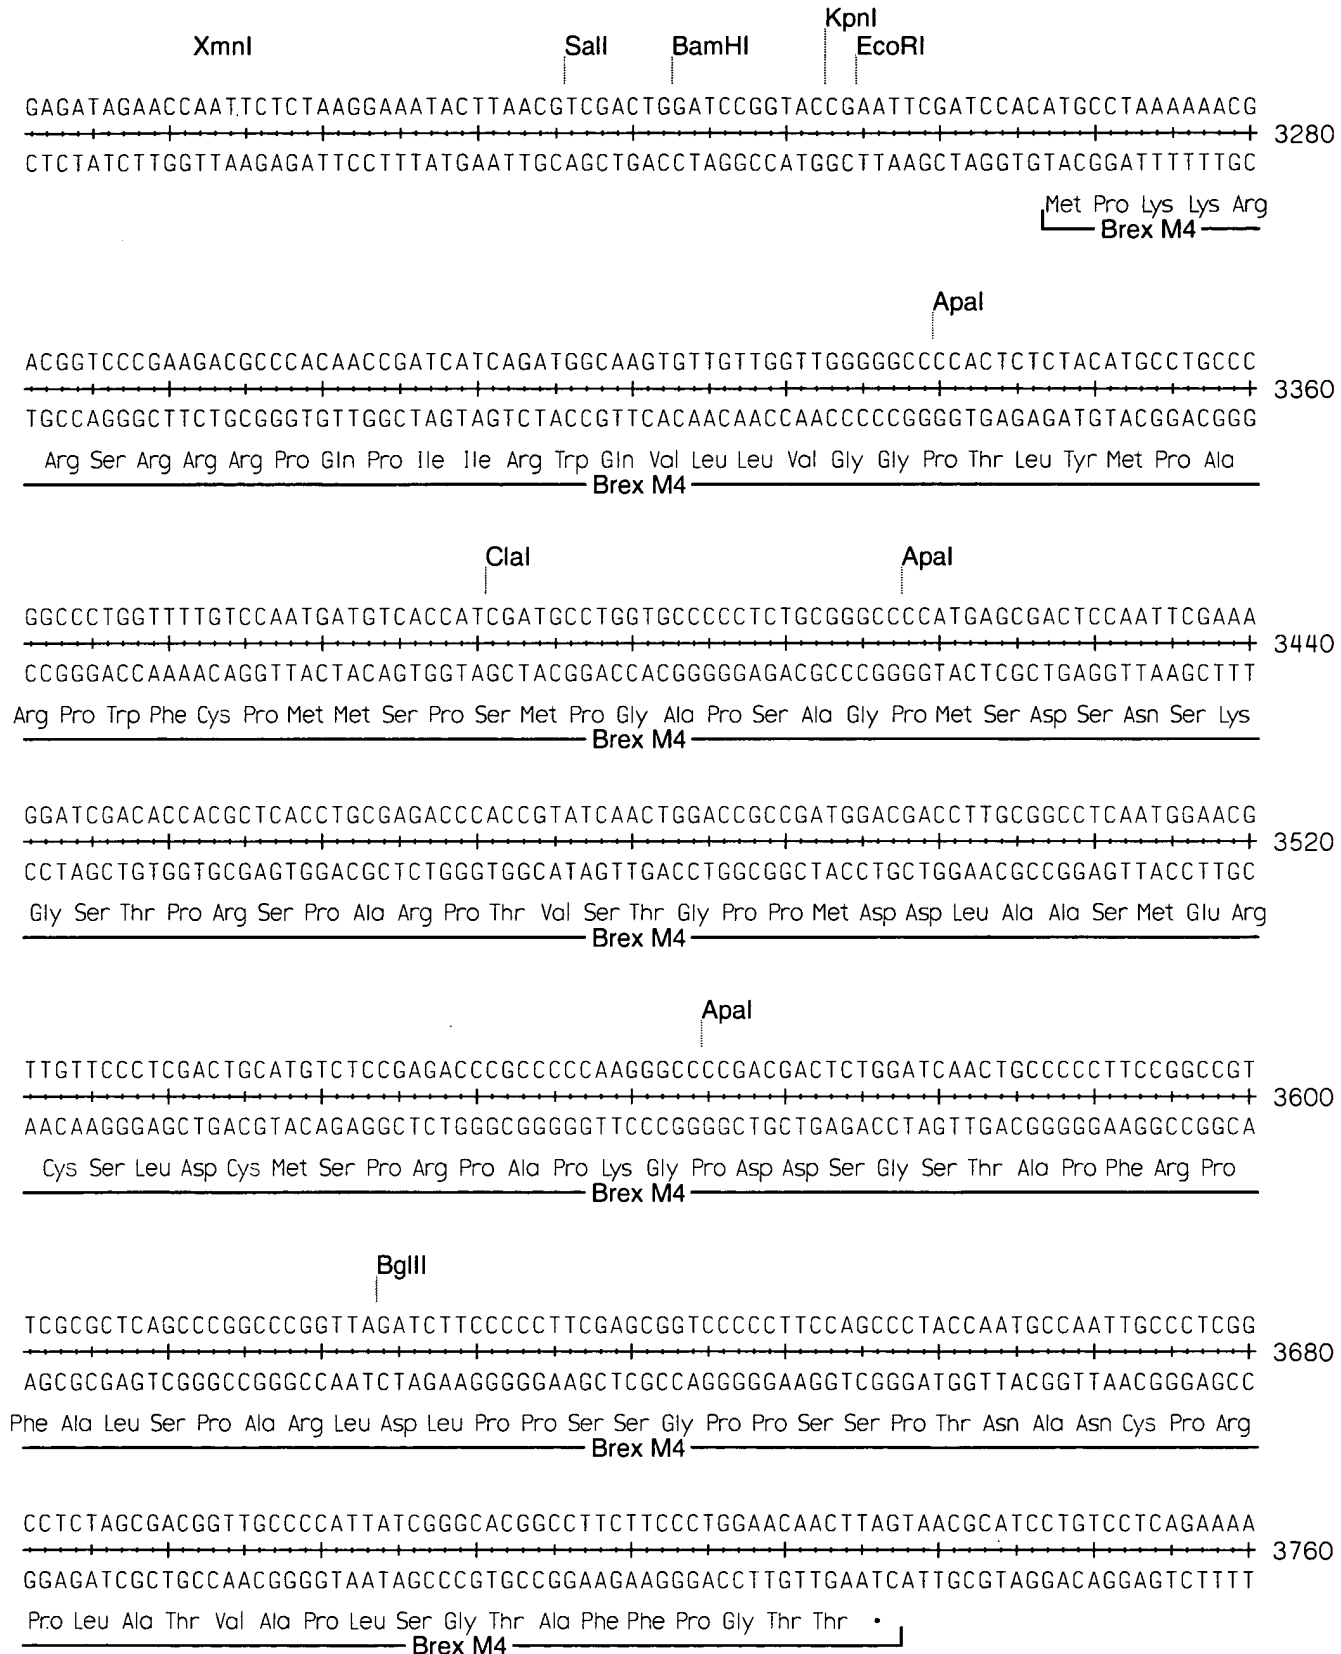 KpnI
XmnI SalI BamHI EcoRI
GAGATAGAACCAATTCTCTAAGGAAATACTTAACGTCGACTGGATCCGGTACCGAATTCGATCCACATGCCTAAAAAACG
3280
CTCTATCTTGGTTAAGAGATTCCTTTATGAATTGCAGCTGACCTAGGCCATGGCTTAAGCTAGGTGTACGGATTTTTTGC
Met Pro Lys Lys Arg
Brex M4
ApaI
ACGGTCCCGAAGACGCCCACAACCGATCATCAGATGGCAAGTGTTGTTGGTTGGGGGCCCCACTCTCTACATGCCTGCCC
3360
TGCCAGGGCTTCTGCGGGTGTTGGCTAGTAGTCTACCGTTCACAACAACCAACCCCCGGGGTGAGAGATGTACGGACGGG
Arg Ser Arg Arg Arg Pro Gln Pro Ile Ile Arg Trp Gln Val Leu Leu Val Gly Gly Pro Thr Leu Tyr Met Pro Ala
Brex M4
ClaI ApaI
GGCCCTGGTTTTGTCCAATGATGTCACCATCGATGCCTGGTGCCCCCTCTGCGGGCCCCATGAGCGACTCCAATTCGAAA
3440
CCGGGACCAAAACAGGTTACTACAGTGGTAGCTACGGACCACGGGGGAGACGCCCGGGGTACTCGCTGAGGTTAAGCTTT
Arg Pro Trp Phe Cys Pro Met Met Ser Pro Ser Met Pro Gly Ala Pro Ser Ala Gly Pro Met Ser Asp Ser Asn Ser Lys
Brex M4
GGATCGACACCACGCTCACCTGCGAGACCCACCGTATCAACTGGACCGCCGATGGACGACCTTGCGGCCTCAATGGAACG
3520
CCTAGCTGTGGTGCGAGTGGACGCTCTGGGTGGCATAGTTGACCTGGCGGCTACCTGCTGGAACGCCGGAGTTACCTTGC
Gly Ser Thr Pro Arg Ser Pro Ala Arg Pro Thr Val Ser Thr Gly Pro Pro Met Asp Asp Leu Ala Ala Ser Met Glu Arg
Brex M4
ApaI
TTGTTCCCTCGACTGCATGTCTCCGAGACCCGCCCCCAAGGGCCCCGACGACTCTGGATCAACTGCCCCCTTCCGGCCGT
3600
AACAAGGGAGCTGACGTACAGAGGCTCTGGGCGGGGGTTCCCGGGGCTGCTGAGACCTAGTTGACGGGGGAAGGCCGGCA
Cys Ser Leu Asp Cys Met Ser Pro Arg Pro Ala Pro Lys Gly Pro Asp Asp Ser Gly Ser Thr Ala Pro Phe Arg Pro
Brex M4
BglII
TCGCGCTCAGCCCGGCCCGGTTAGATCTTCCCCCTTCGAGCGGTCCCCCTTCCAGCCCTACCAATGCCAATTGCCCTCGG
3680
AGCGCGAGTCGGGCCGGGCCAATCTAGAAGGGGGAAGCTCGCCAGGGGGAAGGTCGGGATGGTTACGGTTAACGGGAGCC
Phe Ala Leu Ser Pro Ala Arg Leu Asp Leu Pro Pro Ser Ser Gly Pro Pro Ser Ser Pro Thr Asn Ala Asn Cys Pro Arg
Brex M4
CCTCTAGCGACGGTTGCCCCATTATCGGGCACGGCCTTCTTCCCTGGAACAACTTAGTAACGCATCCTGTCCTCAGAAAA
3760
GGAGATCGCTGCCAACGGGGTAATAGCCCGTGCCGGAAGAAGGGACCTTGTTGAATCATTGCGTAGGACAGGAGTCTTTT
Pro Leu Ala Thr Val Ala Pro Leu Ser Gly Thr Ala Phe Phe Pro Gly Thr Thr •
Brex M4